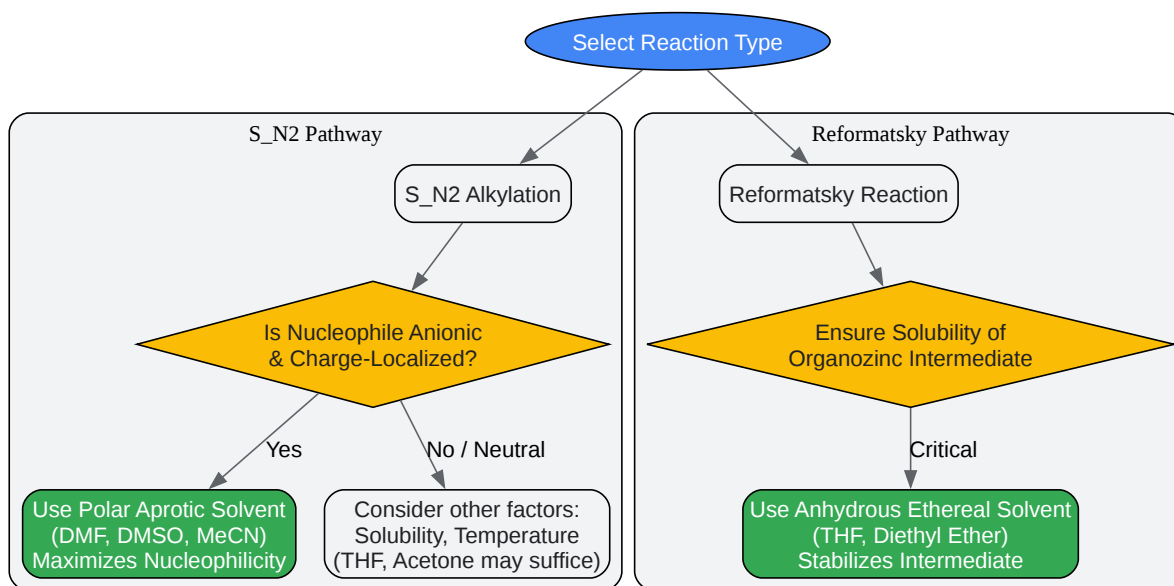 Select Reaction Type
S_N2 Pathway
S_N2 Alkylation
Is Nucleophile Anionic
& Charge-Localized?
Yes
No / Neutral
Use Polar Aprotic Solvent
(DMF, DMSO, MeCN)
Maximizes Nucleophilicity
Consider other factors:
Solubility, Temperature
(THF, Acetone may suffice)
Reformatsky Pathway
Reformatsky Reaction
Ensure Solubility of
Organozinc Intermediate
Critical
Use Anhydrous Ethereal Solvent
(THF, Diethyl Ether)
Stabilizes Intermediate